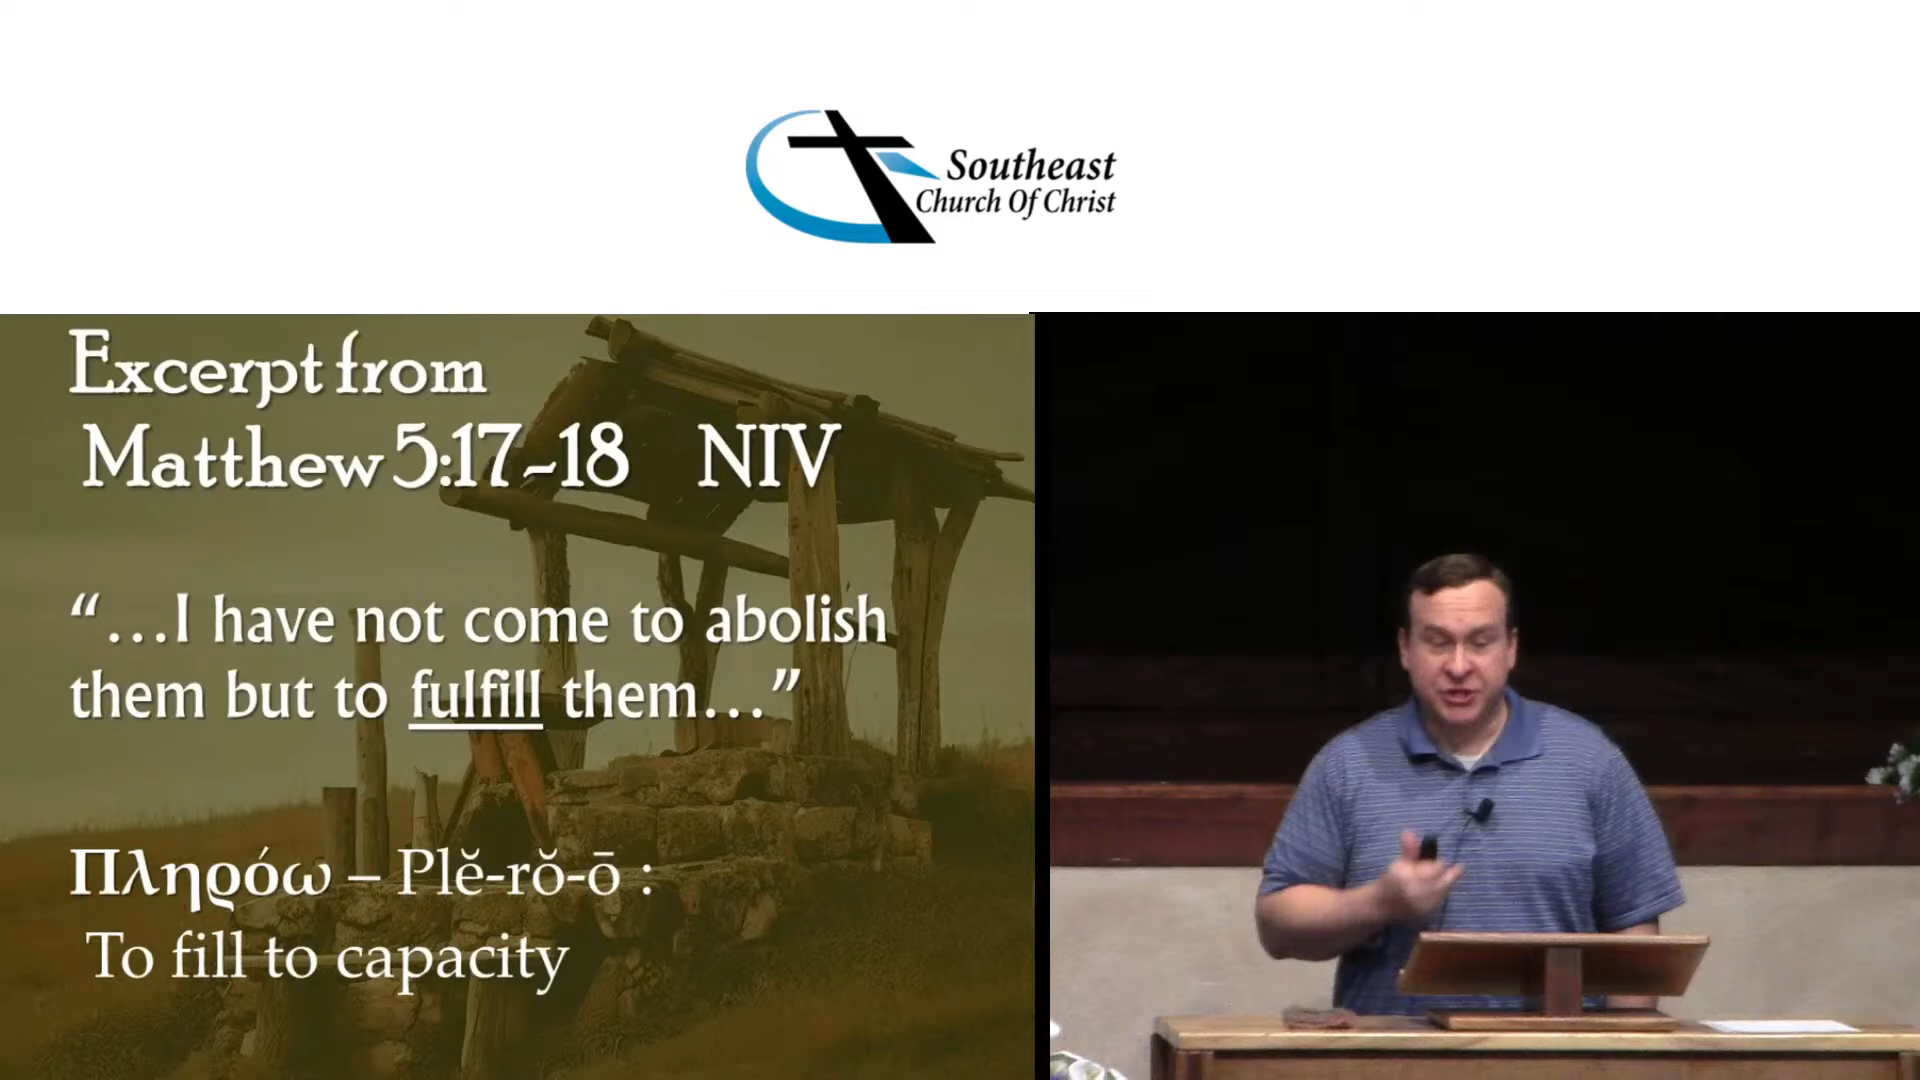 Southeast
Church Of Christ
Excerpt from
Matthew 5:17-18 NIV
“...I have not come to abolish
them but to fulfill them...”
Πληρόω – Plĕ-rŏ-ō :
To fill to capacity